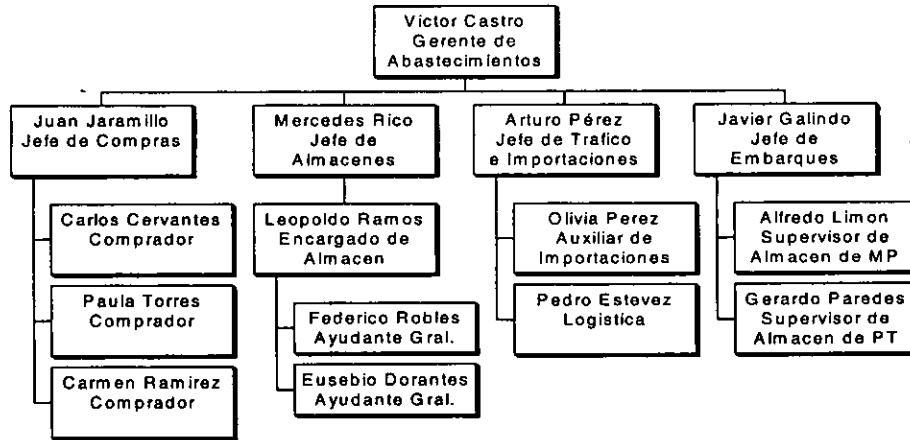 Victor Castro
Gerente de
Abastecimientos
Juan Jaramillo
Jefe de Compras
Mercedes Rico
Jefe de
Almacenes
Arturo Pérez
Jefe de Trafico
e Importaciones
Javier Galindo
Jefe de
Embarques
Carlos Cervantes
Comprador
Paula Torres
Comprador
Carmen Ramirez
Comprador
Leopoldo Ramos
Encargado de
Almacen
Federico Robles
Ayudante Gral.
Eusebio Dorantes
Ayudante Gral.
Olivia Perez
Auxiliar de
Importaciones
Pedro Estevez
Logistica
Alfredo Limon
Supervisor de
Almacen de MP
Gerardo Paredes
Supervisor de
Almacen de PT